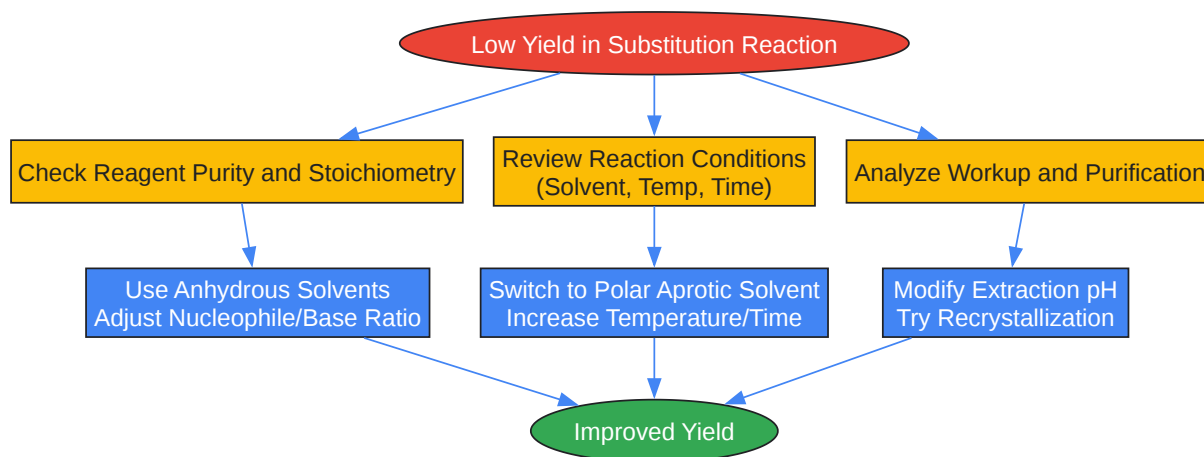 Low Yield in Substitution Reaction
Check Reagent Purity and Stoichiometry
Review Reaction Conditions
(Solvent, Temp, Time)
Analyze Workup and Purification
Use Anhydrous Solvents
Adjust Nucleophile/Base Ratio
Switch to Polar Aprotic Solvent
Increase Temperature/Time
Modify Extraction pH
Try Recrystallization
Improved Yield